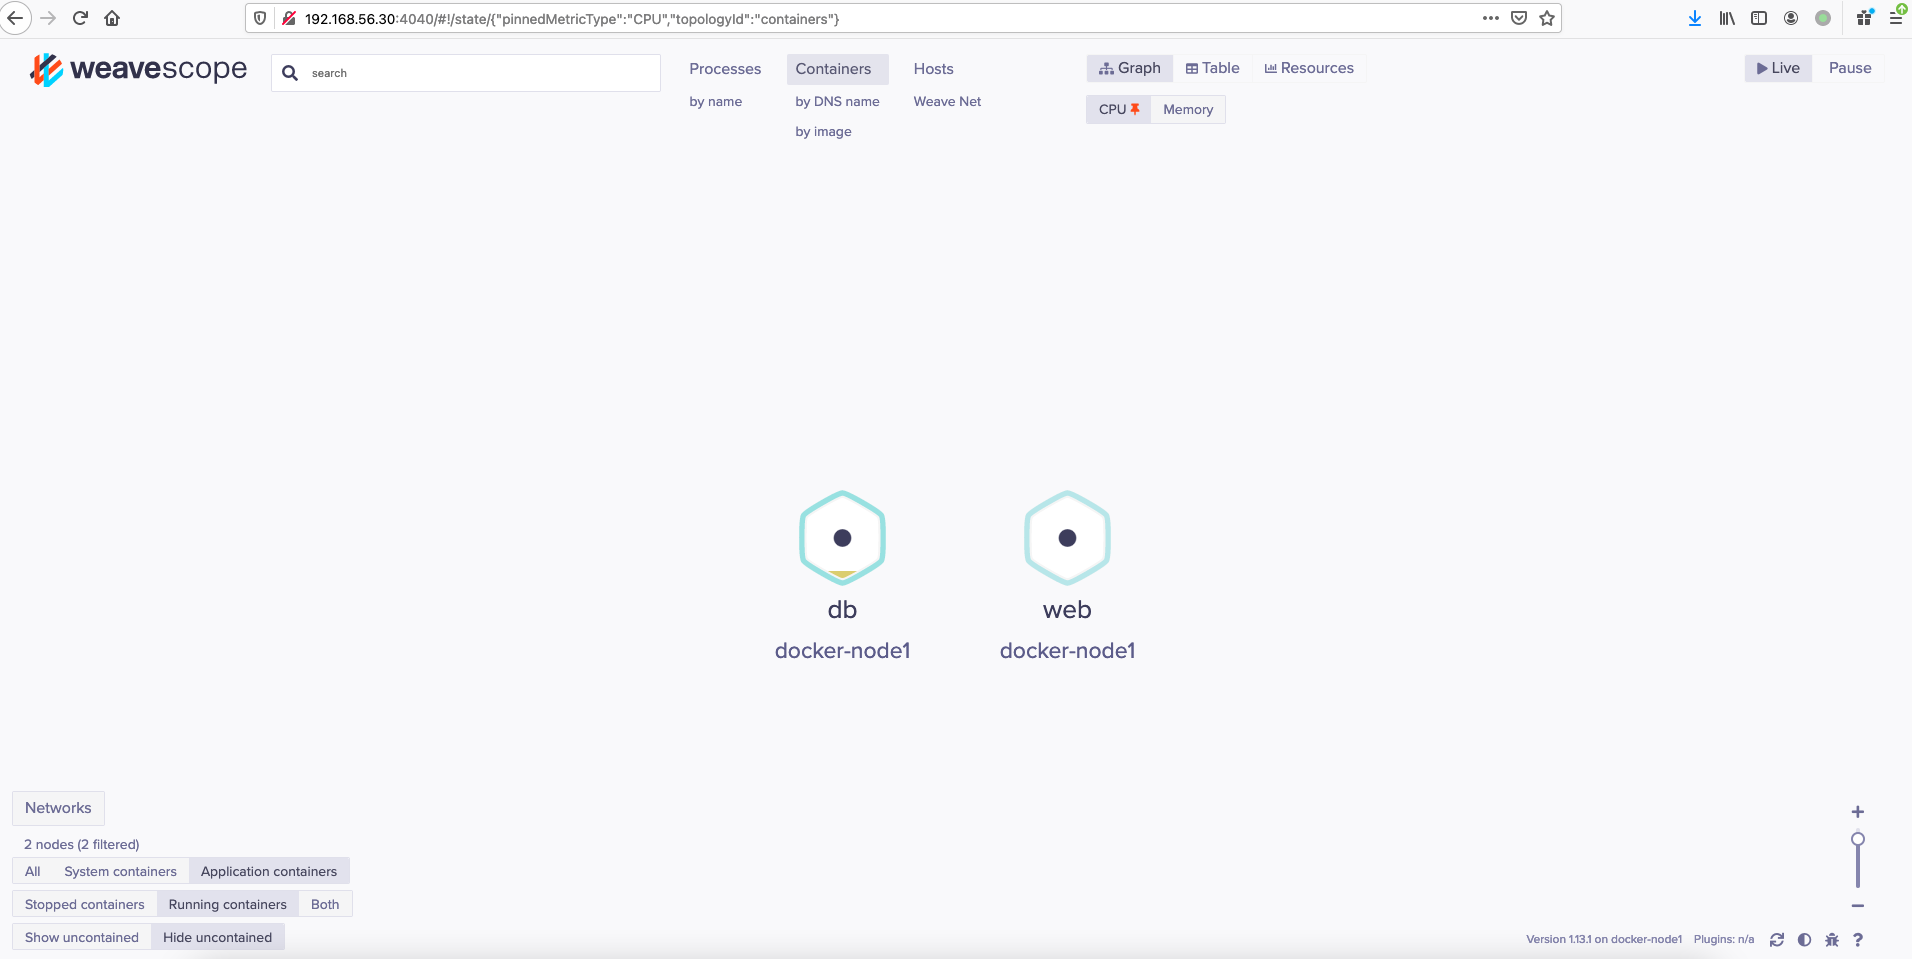 192.168.56.30:4040/#!/state/{"pinnedMetricType":"CPU","topologyId":"containers"}
weavescope
search
Processes Containers Hosts
by name by DNS name Weave Net
by image
Graph Table Resources
CPU Memory
Live Pause
db web
docker-node1 docker-node1
Networks
2 nodes (2 filtered)
All System containers Application containers
Stopped containers Running containers Both
Show uncontained Hide uncontained
+
−
Version 1.13.1 on docker-node1 Plugins: n/a ?